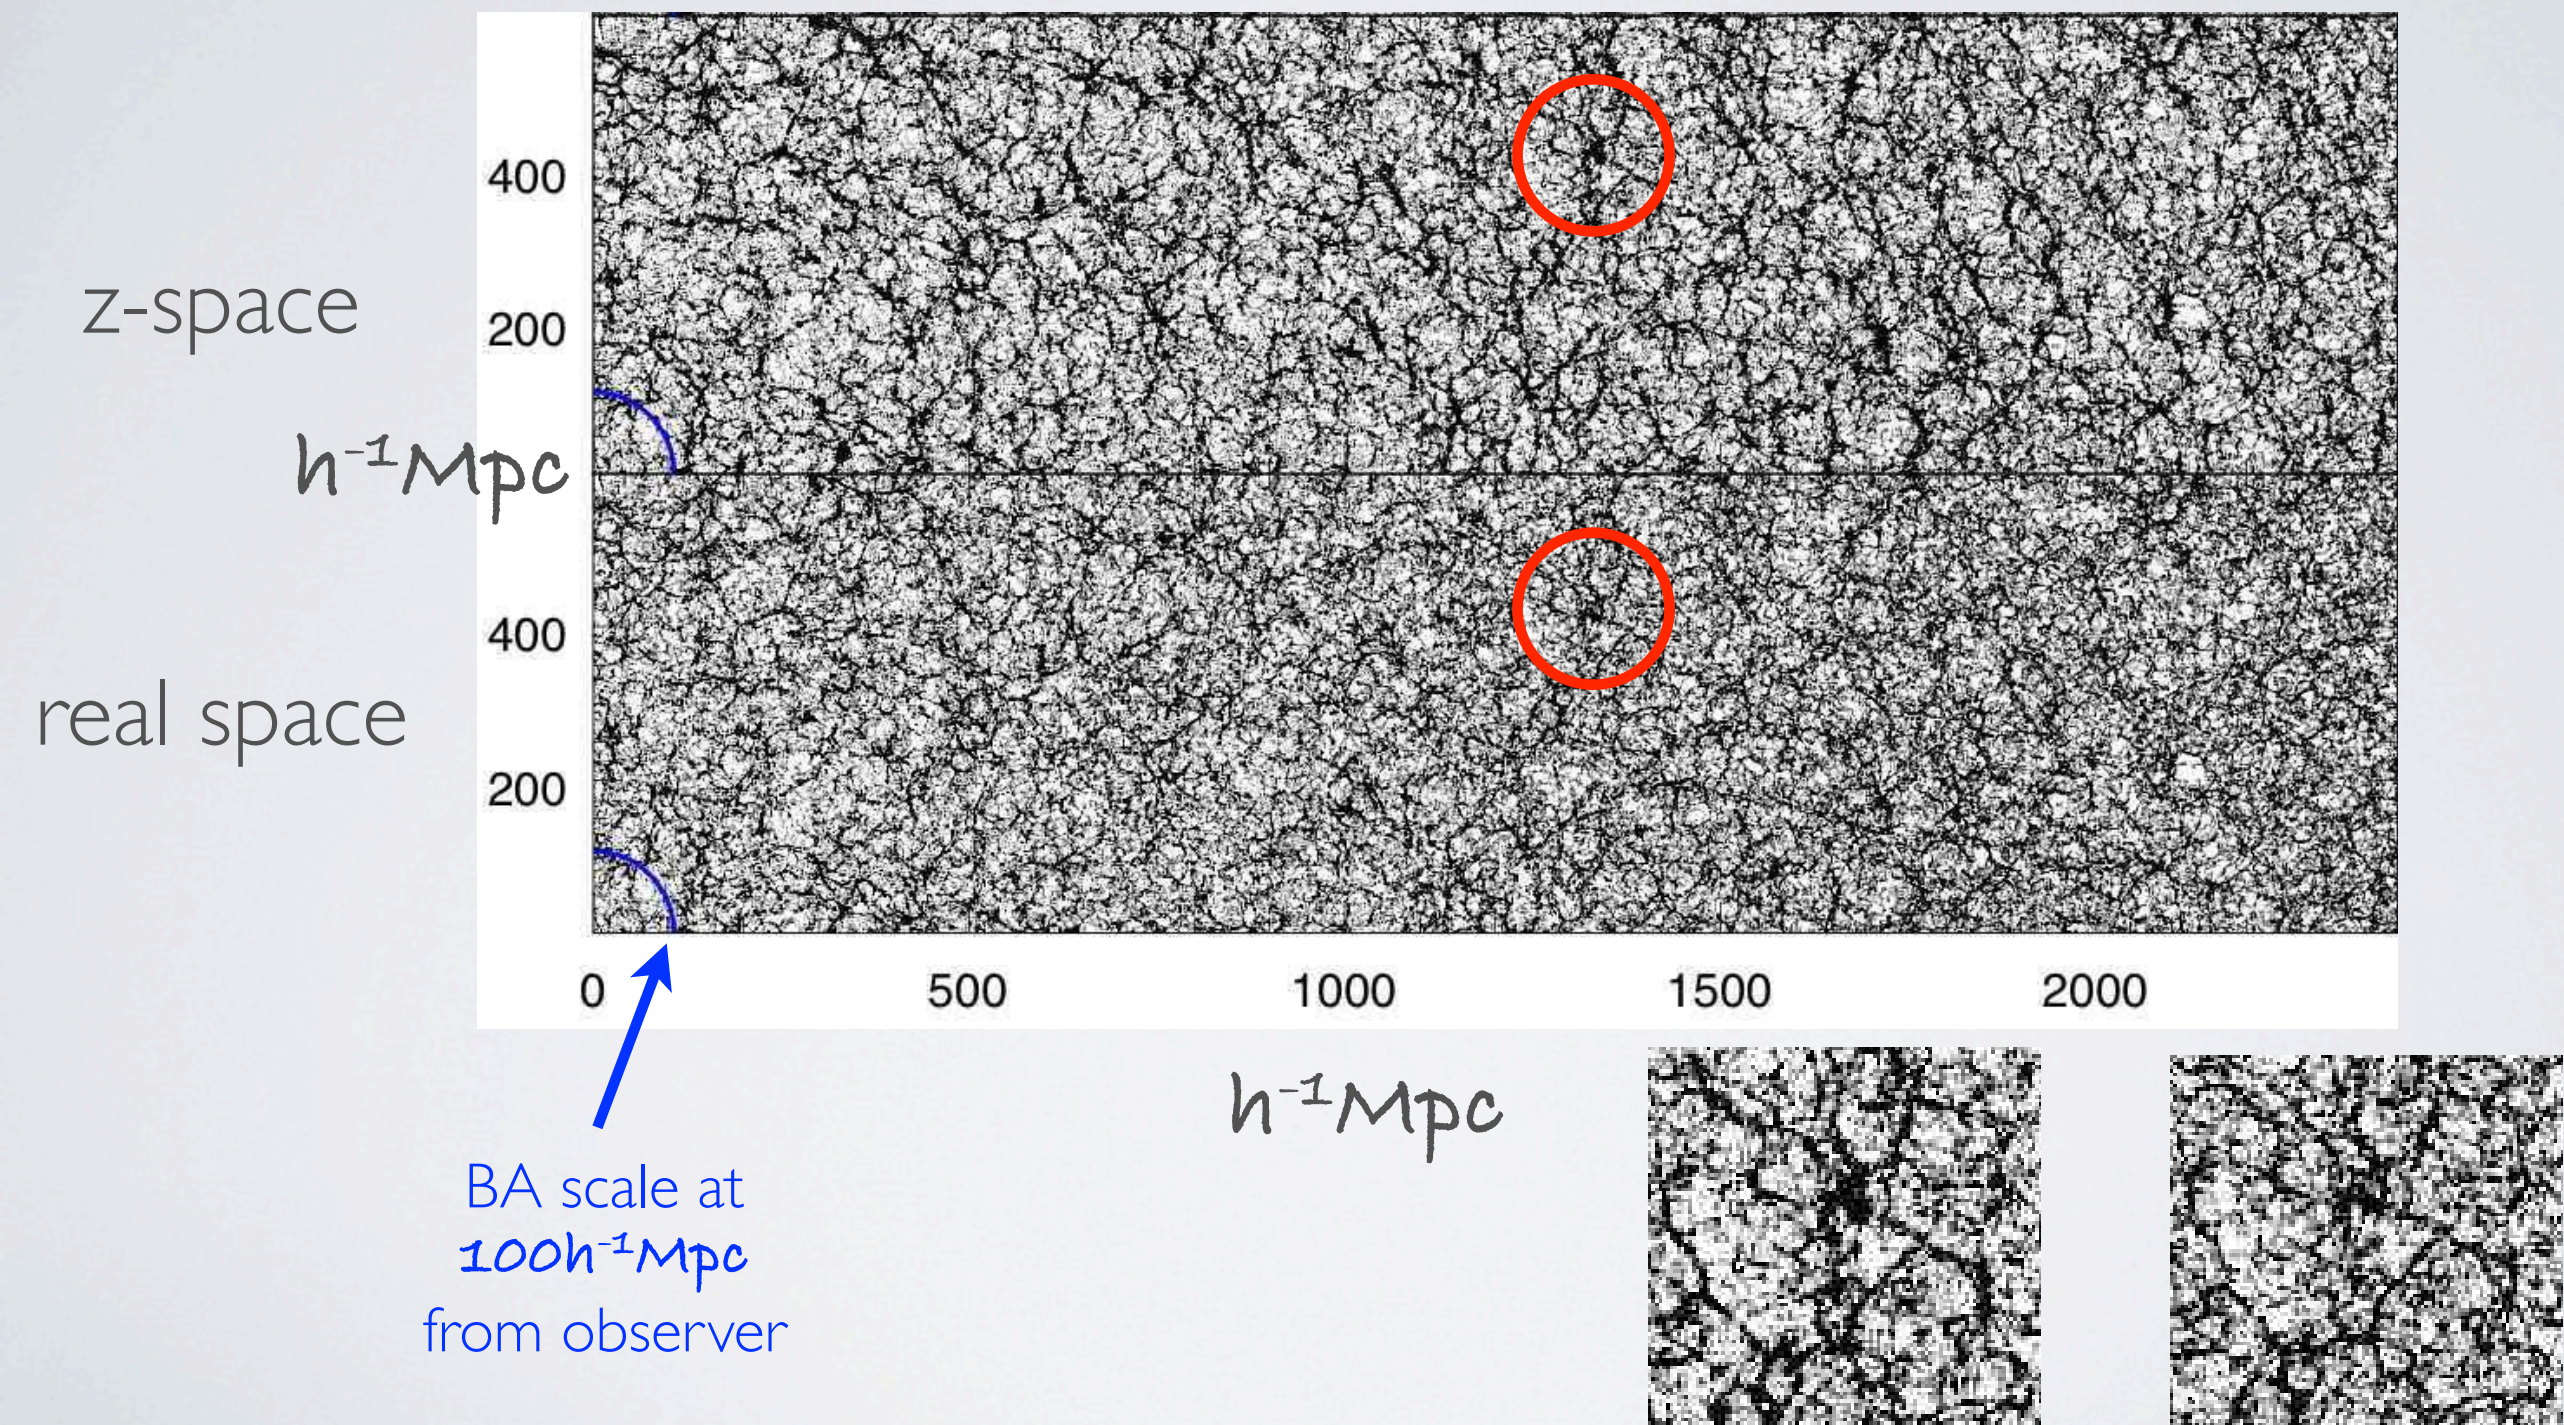 400
z-space
200
h⁻¹Mpc
400
real space
200
0 500 1000 1500 2000
h⁻¹Mpc
BA scale at
100h⁻¹Mpc
from observer